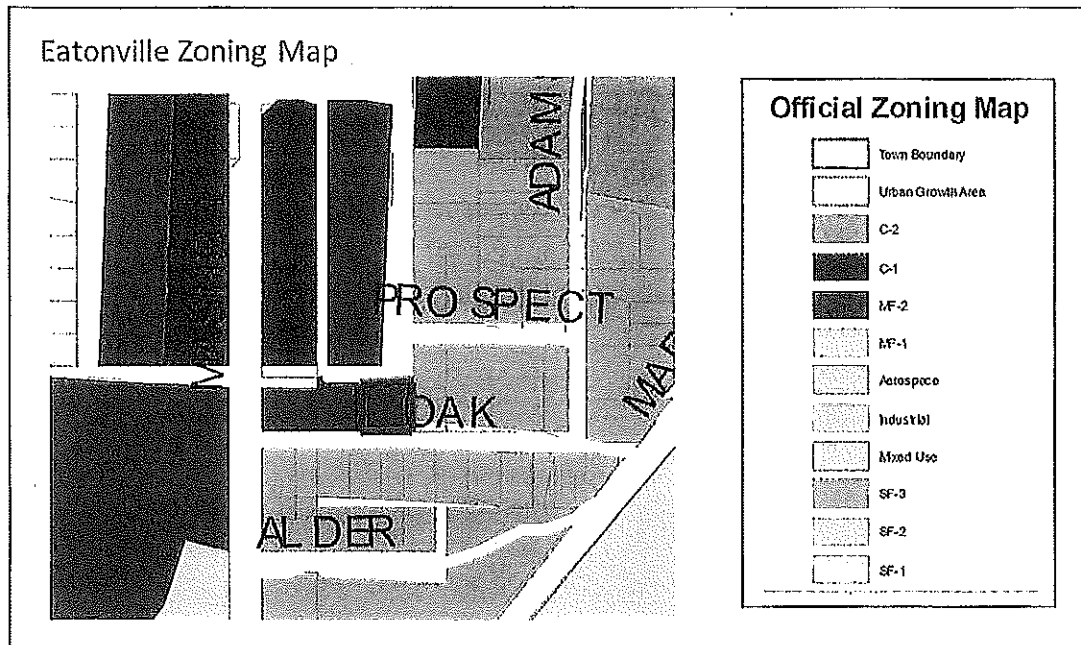 Eatonville Zoning Map
ADAM
PROSPECT
OAK
ALDER
Official Zoning Map
Town Boundary
Urban Growth Area
C-2
C-1
MF-2
MF-1
Aerospace
Industrial
Mixed Use
SF-3
SF-2
SF-1